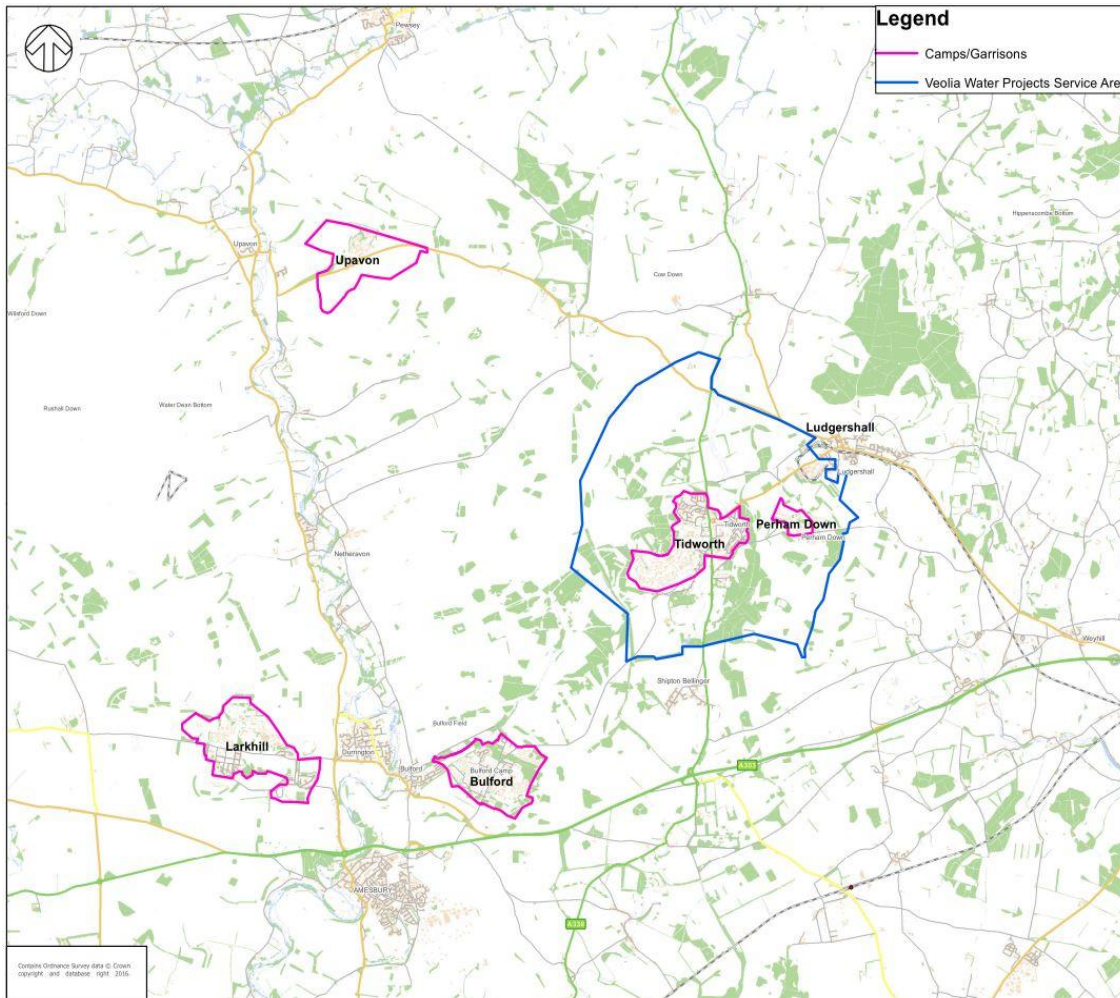 Legend
Camps/Garrisons
Veolia Water Projects Service Are
Pewsey
Hippenscombe Bottom
Upavon
Upavon
Cow Down
Wilsford Down
Rushall Down
Water Dean Bottom
Ludgershall
Ludgershall
Perham Down
Tidworth
Tidworth
Perham Down
Netheravon
Weyhill
Shipton Bellinger
Bulford Field
Larkhill
Durrington
Bulford
Bulford Camp
Bulford
A303
AMESBURY
A338
Contains Ordnance Survey data © Crown
copyright and database right 2016.